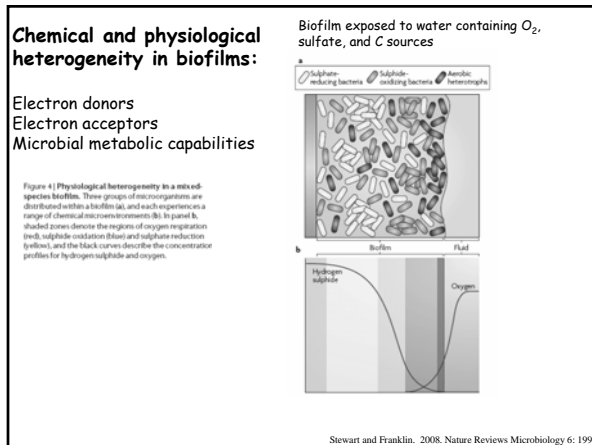 Chemical and physiological
heterogeneity in biofilms:
Electron donors
Electron acceptors
Microbial metabolic capabilities
Figure 4 | Physiological heterogeneity in a mixed-
species biofilm. Three groups of microorganisms are
distributed within a biofilm (a), and each experiences a
range of chemical microenvironments (b). In panel b,
shaded zones denote the regions of oxygen respiration
(red), sulphide oxidation (blue) and sulphate reduction
(yellow), and the black curves describe the concentration
profiles for hydrogen sulphide and oxygen.
Biofilm exposed to water containing O₂,
sulfate, and C sources
a
Sulphate-
reducing bacteria
Sulphide-
oxidizing bacteria
Aerobic
heterotrophs
b
Biofilm
Fluid
Hydrogen
sulphide
Oxygen
Stewart and Franklin. 2008. Nature Reviews Microbiology 6: 199